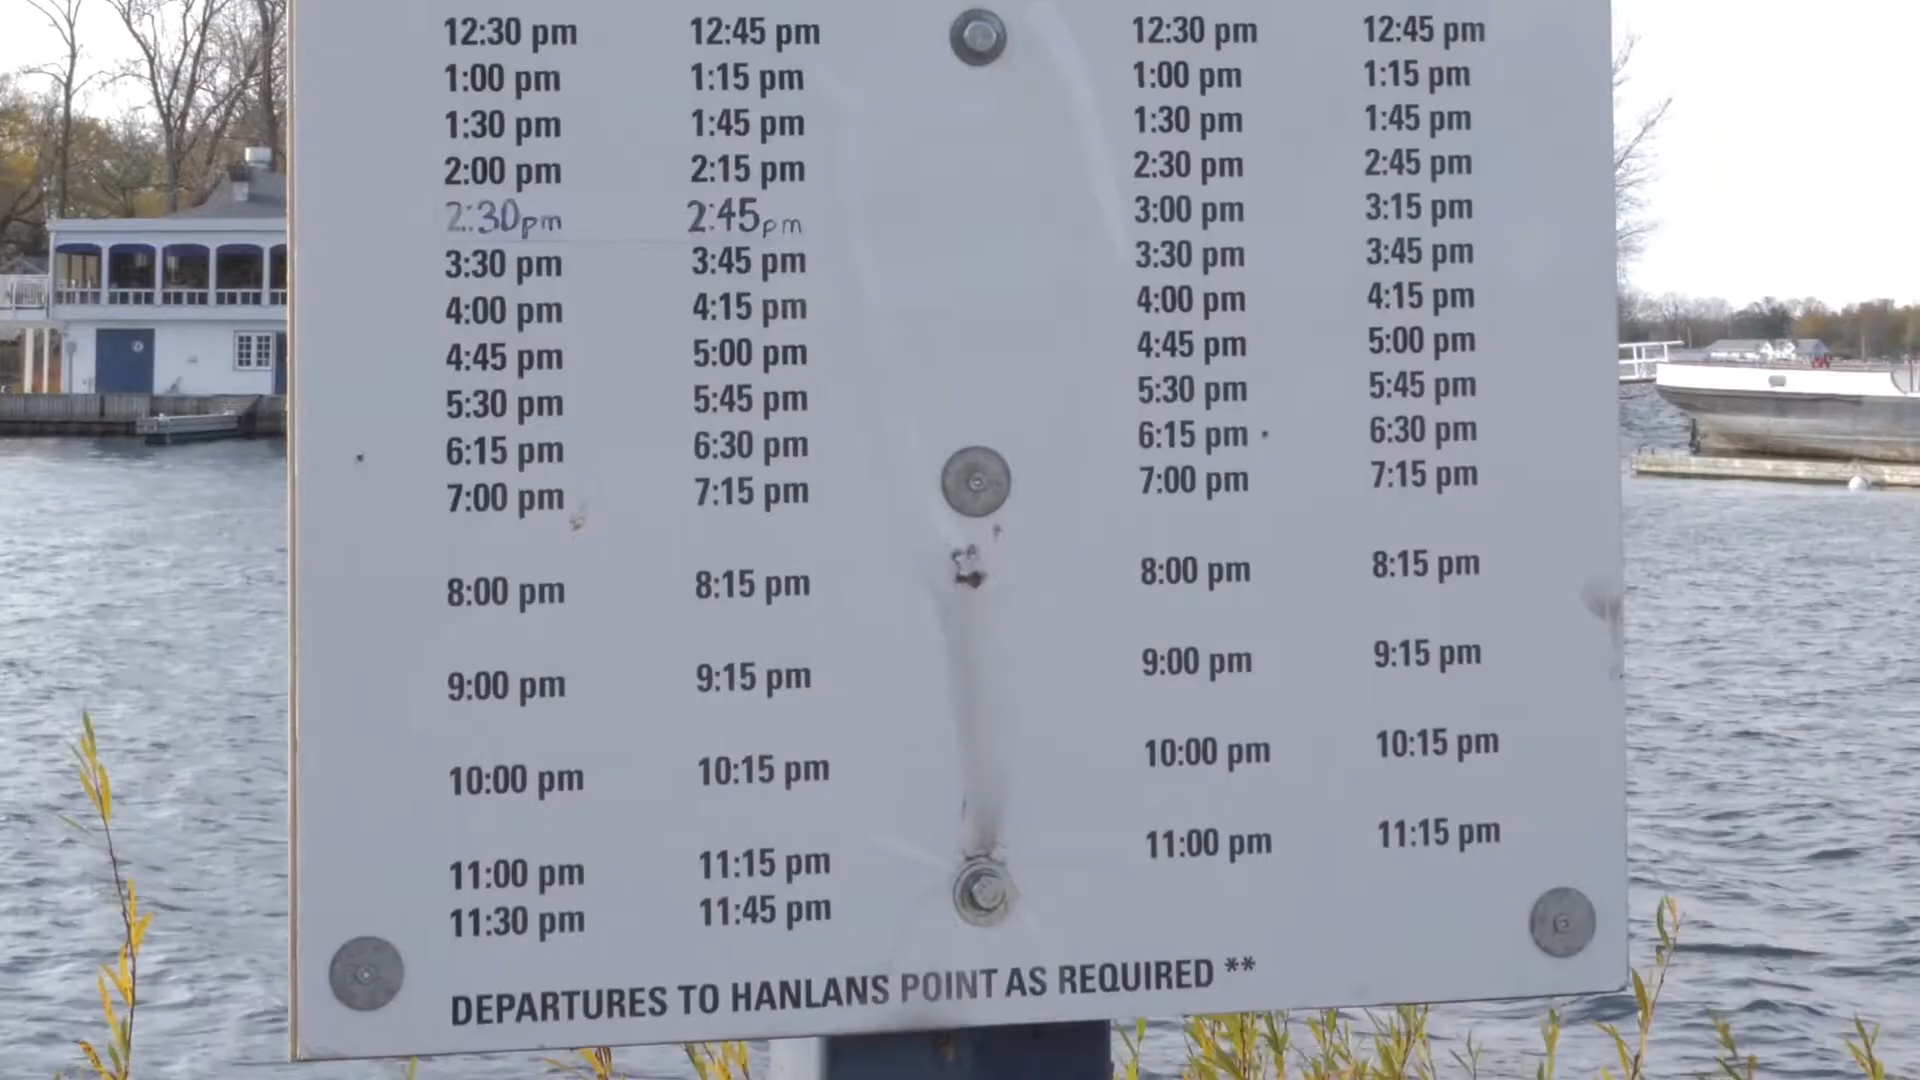 12:30 pm 12:45 pm 12:30 pm 12:45 pm
1:00 pm 1:15 pm 1:00 pm 1:15 pm
1:30 pm 1:45 pm 1:30 pm 1:45 pm
2:00 pm 2:15 pm 2:30 pm 2:45 pm
2:30pm 2:45pm 3:00 pm 3:15 pm
3:30 pm 3:45 pm 3:30 pm 3:45 pm
4:00 pm 4:15 pm 4:00 pm 4:15 pm
4:45 pm 5:00 pm 4:45 pm 5:00 pm
5:30 pm 5:45 pm 5:30 pm 5:45 pm
6:15 pm 6:30 pm 6:15 pm 6:30 pm
7:00 pm 7:15 pm 7:00 pm 7:15 pm
8:00 pm 8:15 pm 8:00 pm 8:15 pm
9:00 pm 9:15 pm 9:00 pm 9:15 pm
10:00 pm 10:15 pm 10:00 pm 10:15 pm
11:00 pm 11:15 pm 11:00 pm 11:15 pm
11:30 pm 11:45 pm
DEPARTURES TO HANLANS POINT AS REQUIRED **